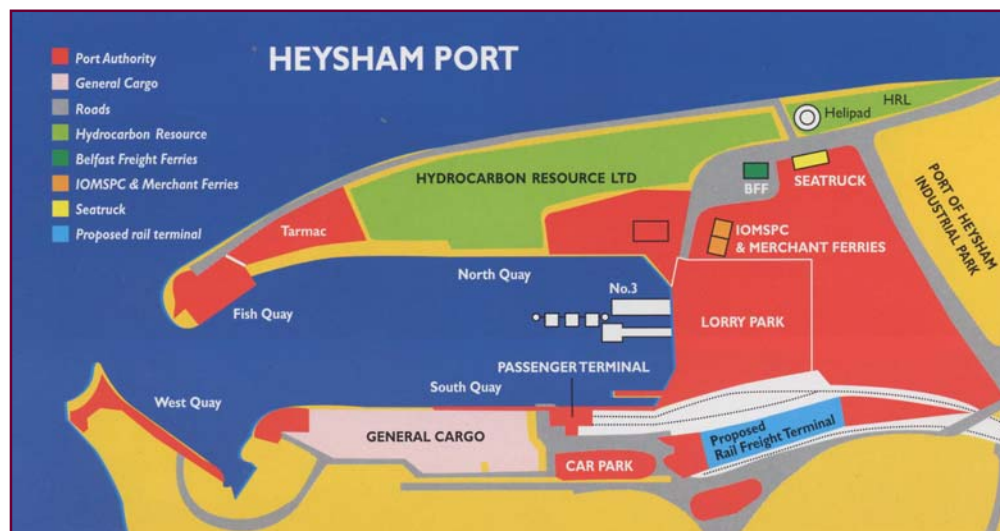 HEYSHAM PORT
Port Authority
General Cargo
Roads
Hydrocarbon Resource
Belfast Freight Ferries
IOMSPC & Merchant Ferries
Seatruck
Proposed rail terminal
HRL
Helipad
HYDROCARBON RESOURCE LTD
BFF
SEATRUCK
PORT OF HEYSHAM
INDUSTRIAL PARK
Tarmac
IOMSPC
& MERCHANT FERRIES
North Quay
No.3
Fish Quay
LORRY PARK
PASSENGER TERMINAL
South Quay
West Quay
GENERAL CARGO
CAR PARK
Proposed
Rail Freight Terminal